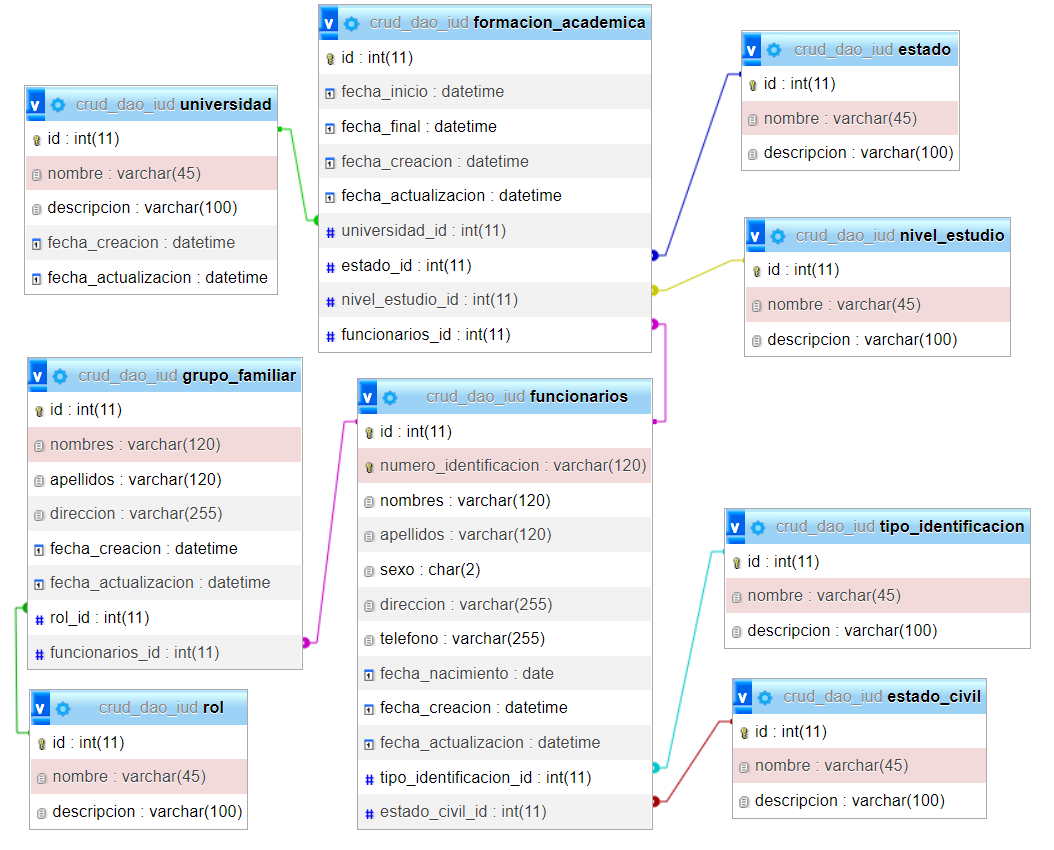 v crud_dao_iud formacion_academica
id : int(11)
fecha_inicio : datetime
fecha_final : datetime
fecha_creacion : datetime
fecha_actualizacion : datetime
# universidad_id : int(11)
# estado_id : int(11)
# nivel_estudio_id : int(11)
# funcionarios_id : int(11)
v crud_dao_iud universidad
id : int(11)
nombre : varchar(45)
descripcion : varchar(100)
fecha_creacion : datetime
fecha_actualizacion : datetime
v crud_dao_iud estado
id : int(11)
nombre : varchar(45)
descripcion : varchar(100)
v crud_dao_iud nivel_estudio
id : int(11)
nombre : varchar(45)
descripcion : varchar(100)
v crud_dao_iud grupo_familiar
id : int(11)
nombres : varchar(120)
apellidos : varchar(120)
direccion : varchar(255)
fecha_creacion : datetime
fecha_actualizacion : datetime
# rol_id : int(11)
# funcionarios_id : int(11)
v crud_dao_iud funcionarios
id : int(11)
numero_identificacion : varchar(120)
nombres : varchar(120)
apellidos : varchar(120)
sexo : char(2)
direccion : varchar(255)
telefono : varchar(255)
fecha_nacimiento : date
fecha_creacion : datetime
fecha_actualizacion : datetime
# tipo_identificacion_id : int(11)
# estado_civil_id : int(11)
v crud_dao_iud tipo_identificacion
id : int(11)
nombre : varchar(45)
descripcion : varchar(100)
v crud_dao_iud rol
id : int(11)
nombre : varchar(45)
descripcion : varchar(100)
v crud_dao_iud estado_civil
id : int(11)
nombre : varchar(45)
descripcion : varchar(100)